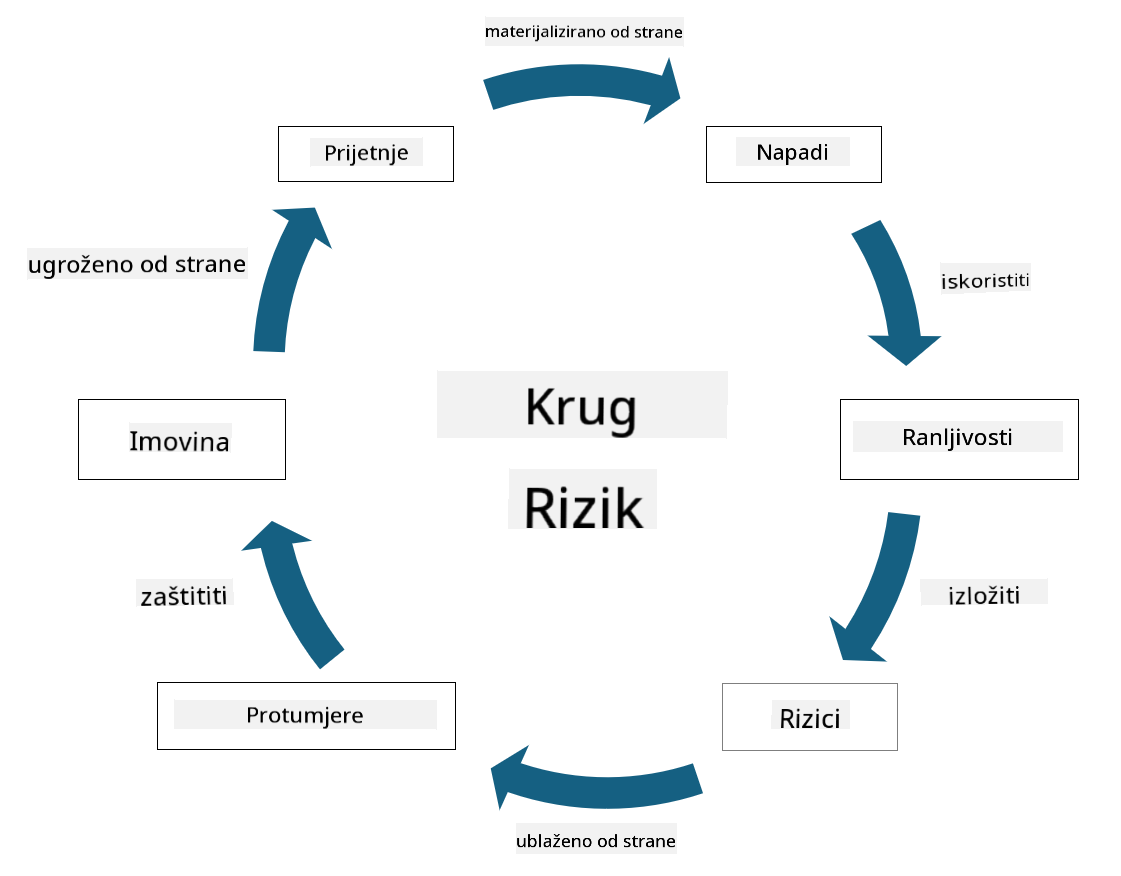 materijalizirano od strane
Prijetnje
Napadi
ugroženo od strane
iskoristiti
Krug
Imovina
Ranljivosti
Rizik
zaštititi
izložiti
Protumjere
Rizici
ublaženo od strane